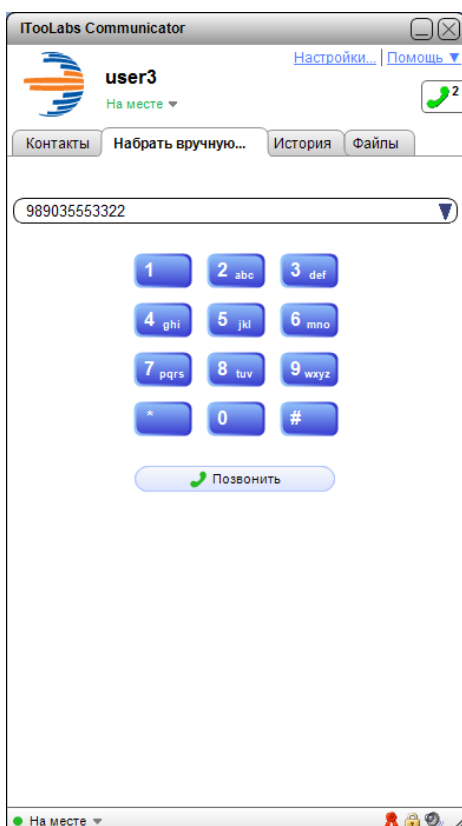 ITooLabs Communicator
Настройки... | Помощь ▼
user3
На месте ▼
2
Контакты Набрать вручную... История Файлы
989035553322
1 2 abc 3 def
4 ghi 5 jkl 6 mno
7 pqrs 8 tuv 9 wxyz
* 0 #
Позвонить
На месте ▼